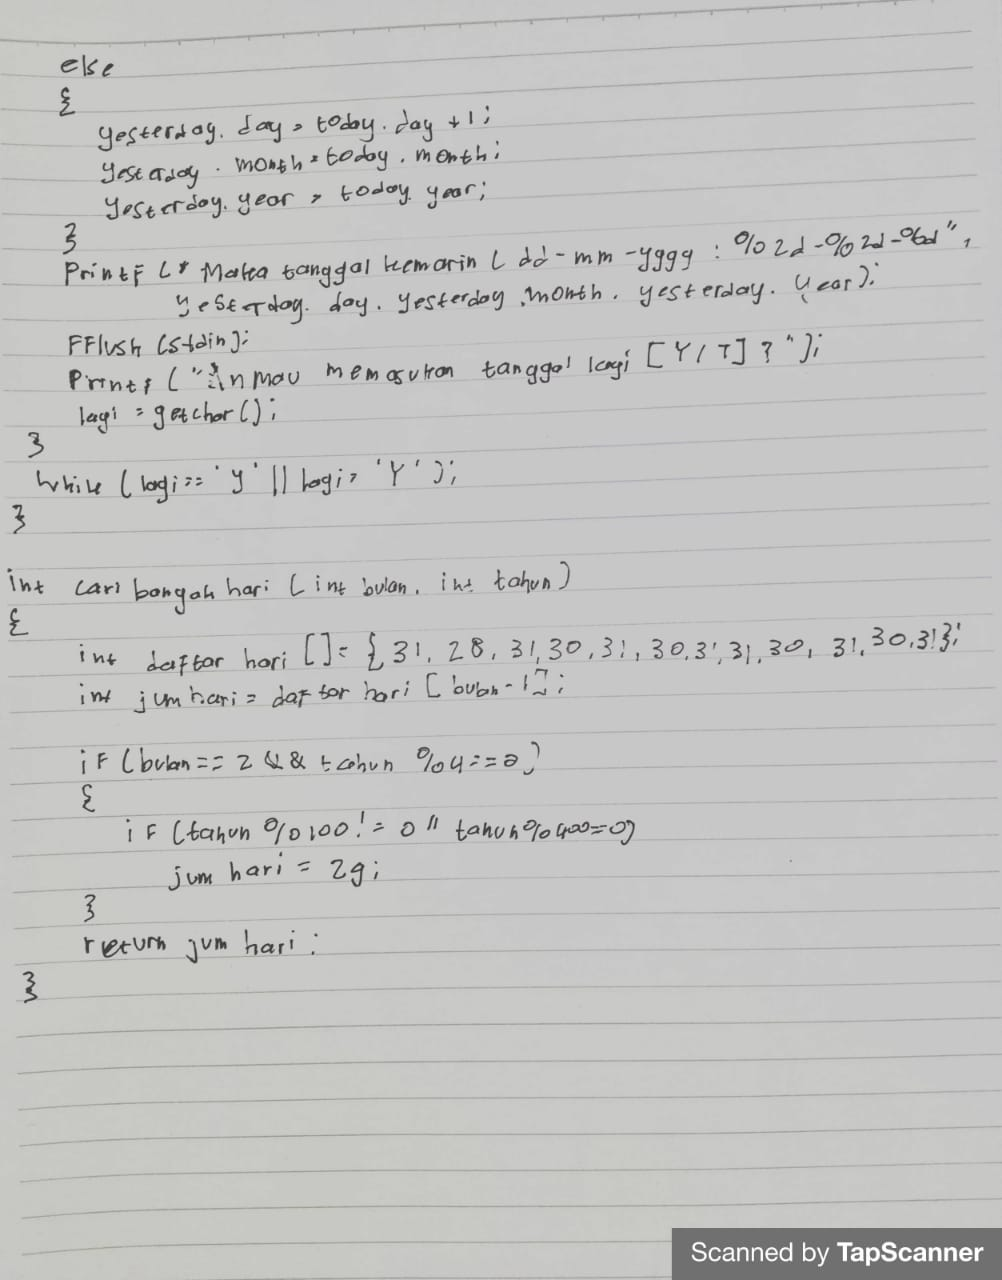 else
{
yesterday. day = today. day + 1;
yesterday . month = today . month;
yesterday. year = today. year;
}
Printf (" Maka tanggal kemarin ( dd - mm - yyyy : %2d -%2d -%d",
yesterday. day. yesterday .month. yesterday. year);
FFlush (stdin);
Printf ("\n mau memasukan tanggal lagi [Y/T] ? ");
lagi = getchar();
}
while (lagi == 'y' || lagi = 'Y' );
}
int cari bangah hari ( int bulan, int tahun)
{
int daftar hari [] = { 31, 28, 31, 30, 31, 30, 31, 31, 30, 31, 30, 31};
int jum hari = daftar hari [ bulan - 1];
iF (bulan == 2 && tahun %4 == 0)
{
iF (tahun %100 != 0 || tahun %400 = 0)
jum hari = 29;
}
return jum hari ;
}
Scanned by TapScanner